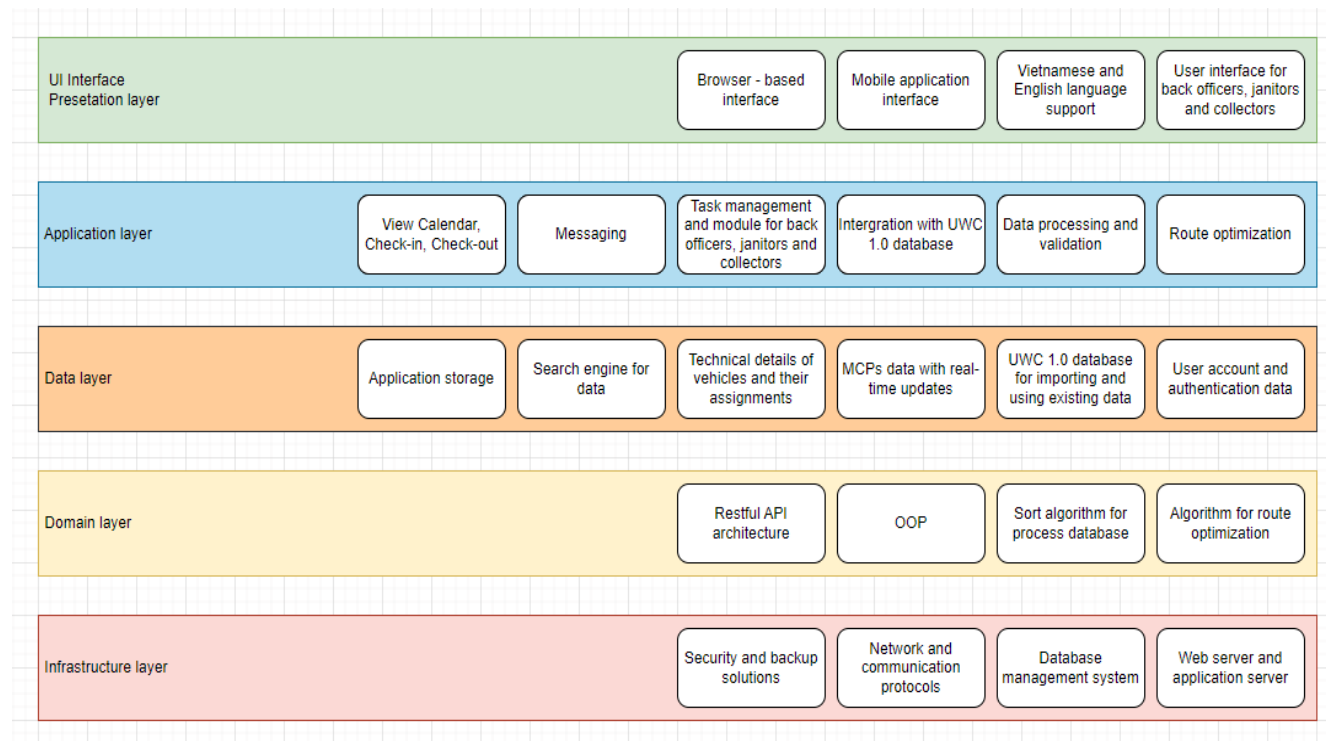 UI Interface
Presetation layer
Browser - based
interface
Mobile application
interface
Vietnamese and
English language
support
User interface for
back officers, janitors
and collectors
Application layer
View Calendar,
Check-in, Check-out
Messaging
Task management
and module for back
officers, janitors and
collectors
Intergration with UWC
1.0 database
Data processing and
validation
Route optimization
Data layer
Application storage
Search engine for
data
Technical details of
vehicles and their
assignments
MCPs data with real-
time updates
UWC 1.0 database
for importing and
using existing data
User account and
authentication data
Domain layer
Restful API
architecture
OOP
Sort algorithm for
process database
Algorithm for route
optimization
Infrastructure layer
Security and backup
solutions
Network and
communication
protocols
Database
management system
Web server and
application server